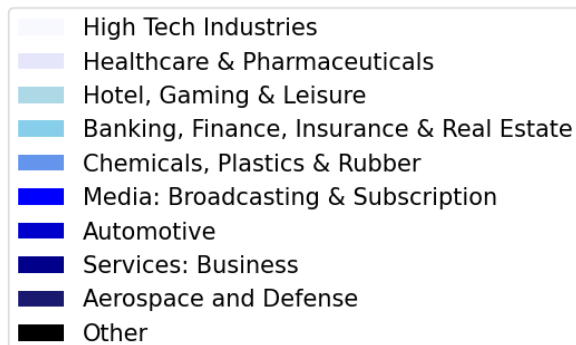 High Tech Industries
Healthcare & Pharmaceuticals
Hotel, Gaming & Leisure
Banking, Finance, Insurance & Real Estate
Chemicals, Plastics & Rubber
Media: Broadcasting & Subscription
Automotive
Services: Business
Aerospace and Defense
Other